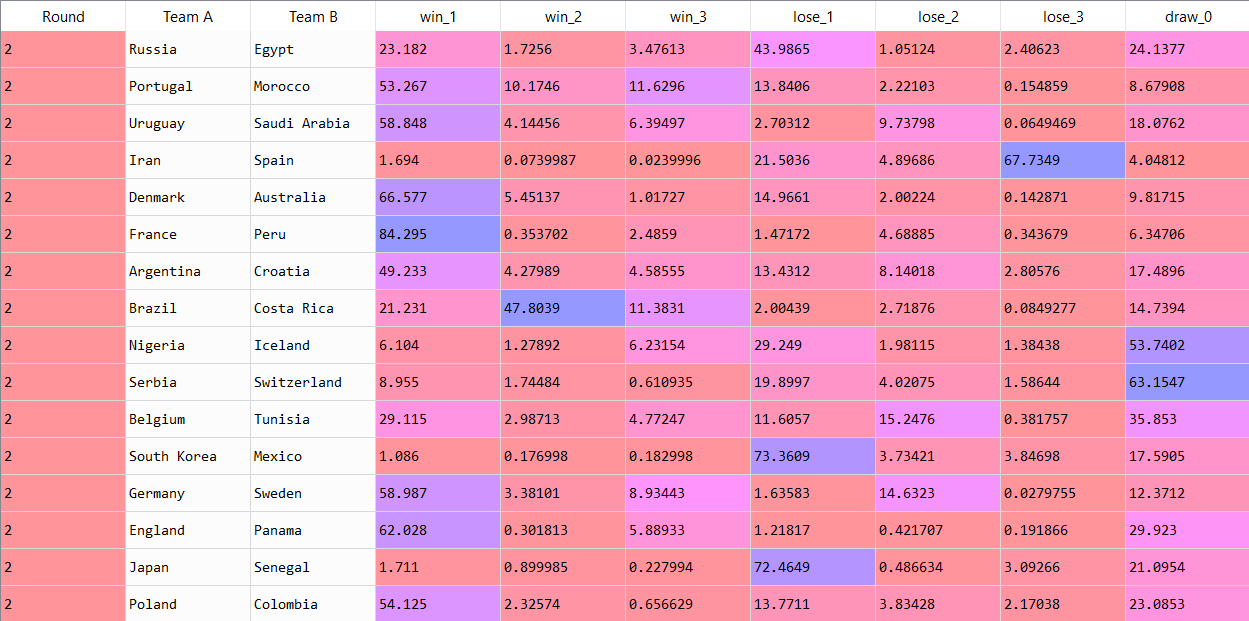 Round Team A Team B win_1 win_2 win_3 lose_1 lose_2 lose_3 draw_0
2 Russia Egypt 23.182 1.7256 3.47613 43.9865 1.05124 2.40623 24.1377
2 Portugal Morocco 53.267 10.1746 11.6296 13.8406 2.22103 0.154859 8.67908
2 Uruguay Saudi Arabia 58.848 4.14456 6.39497 2.70312 9.73798 0.0649469 18.0762
2 Iran Spain 1.694 0.0739987 0.0239996 21.5036 4.89686 67.7349 4.04812
2 Denmark Australia 66.577 5.45137 1.01727 14.9661 2.00224 0.142871 9.81715
2 France Peru 84.295 0.353702 2.4859 1.47172 4.68885 0.343679 6.34706
2 Argentina Croatia 49.233 4.27989 4.58555 13.4312 8.14018 2.80576 17.4896
2 Brazil Costa Rica 21.231 47.8039 11.3831 2.00439 2.71876 0.0849277 14.7394
2 Nigeria Iceland 6.104 1.27892 6.23154 29.249 1.98115 1.38438 53.7402
2 Serbia Switzerland 8.955 1.74484 0.610935 19.8997 4.02075 1.58644 63.1547
2 Belgium Tunisia 29.115 2.98713 4.77247 11.6057 15.2476 0.381757 35.853
2 South Korea Mexico 1.086 0.176998 0.182998 73.3609 3.73421 3.84698 17.5905
2 Germany Sweden 58.987 3.38101 8.93443 1.63583 14.6323 0.0279755 12.3712
2 England Panama 62.028 0.301813 5.88933 1.21817 0.421707 0.191866 29.923
2 Japan Senegal 1.711 0.899985 0.227994 72.4649 0.486634 3.09266 21.0954
2 Poland Colombia 54.125 2.32574 0.656629 13.7711 3.83428 2.17038 23.0853